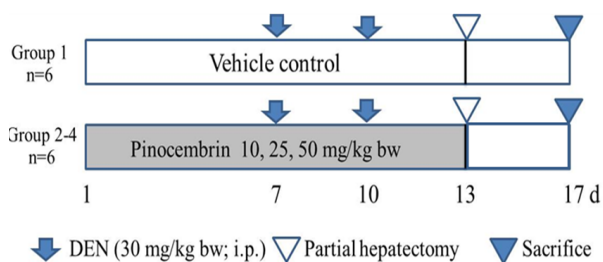 Group 1
n=6
Vehicle control
Group 2-4
n=6
Pinocembrin 10, 25, 50 mg/kg bw
1 7 10 13 17 d
DEN (30 mg/kg bw; i.p.) Partial hepatectomy Sacrifice